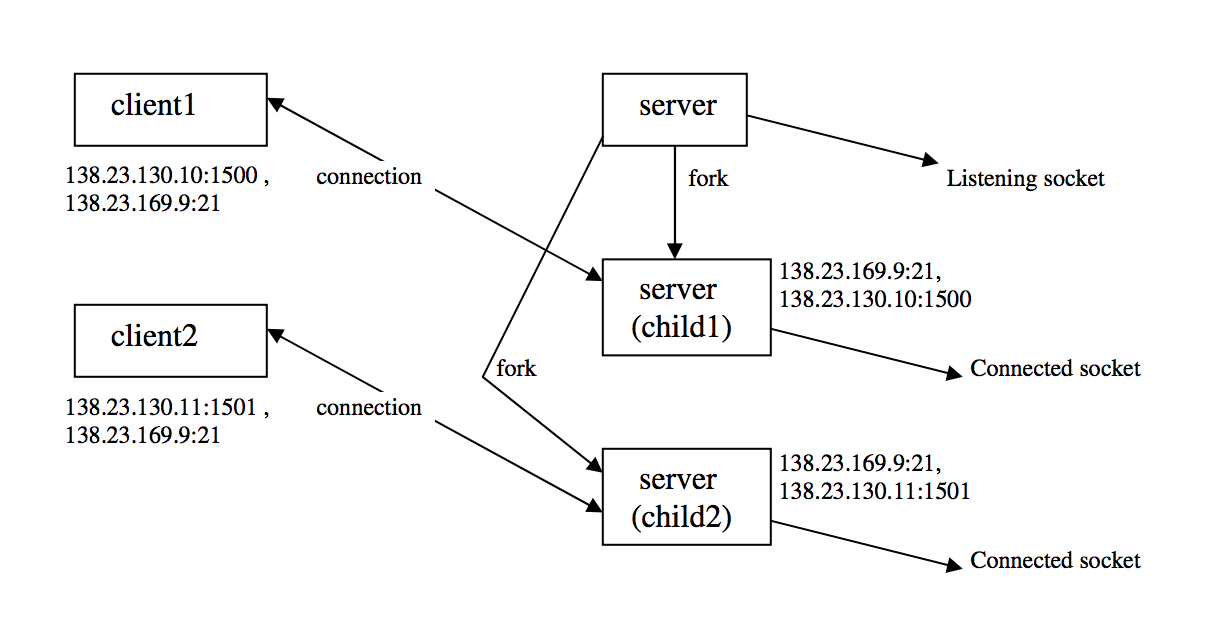 client1
server
138.23.130.10:1500 ,
138.23.169.9:21
connection
fork
Listening socket
server
(child1)
138.23.169.9:21,
138.23.130.10:1500
client2
fork
Connected socket
138.23.130.11:1501 ,
138.23.169.9:21
connection
server
(child2)
138.23.169.9:21,
138.23.130.11:1501
Connected socket